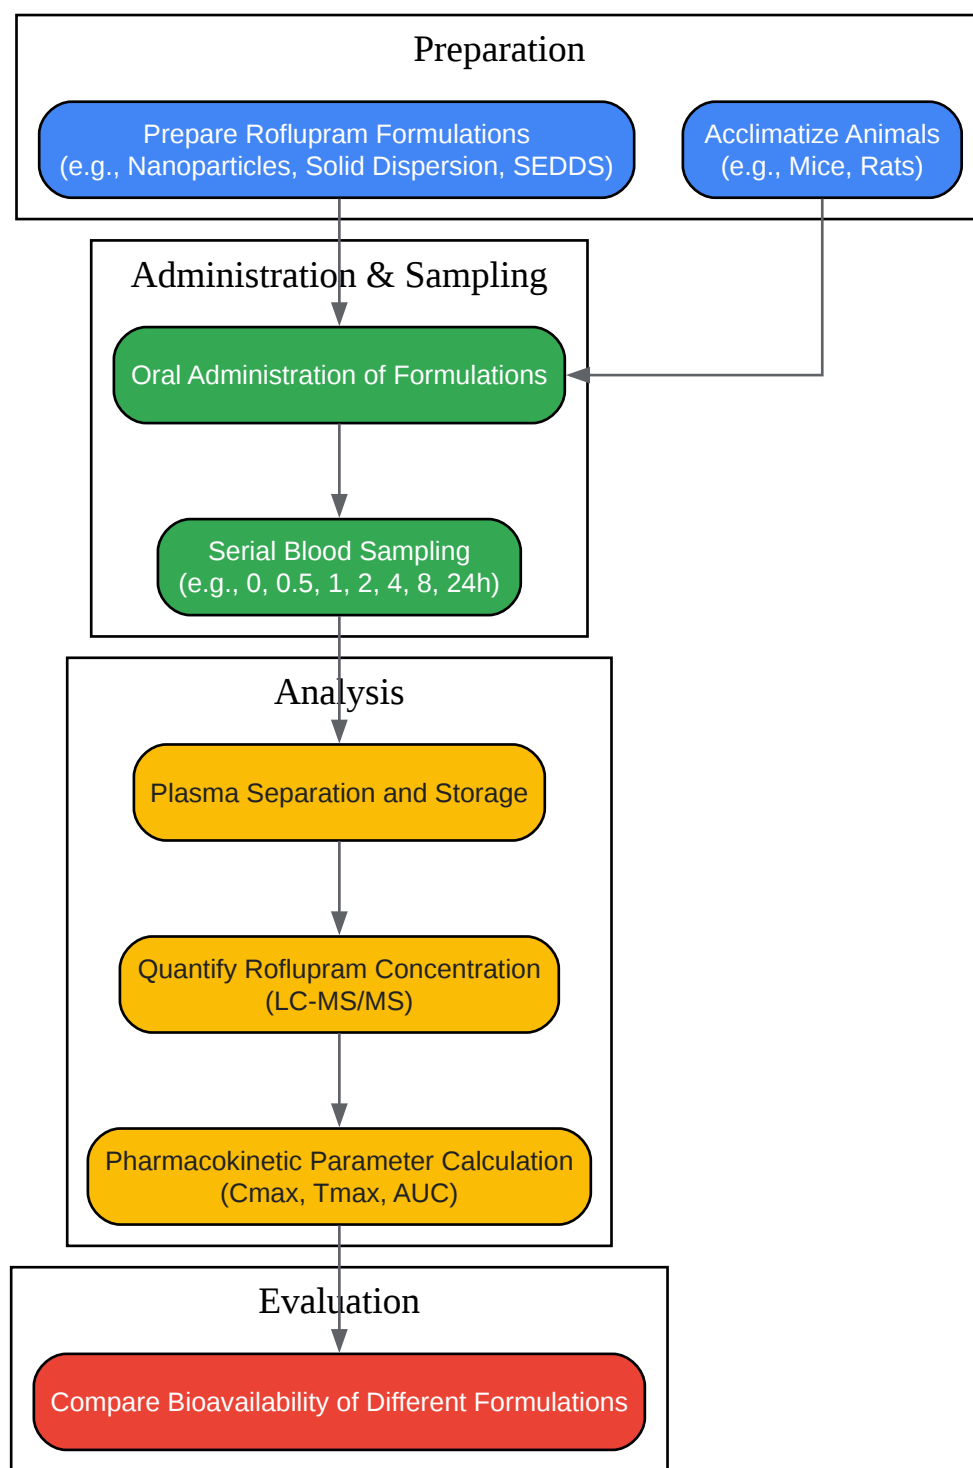 Preparation
Prepare Roflupram Formulations
(e.g., Nanoparticles, Solid Dispersion, SEDDS)
Acclimatize Animals
(e.g., Mice, Rats)
Administration & Sampling
Oral Administration of Formulations
Serial Blood Sampling
(e.g., 0, 0.5, 1, 2, 4, 8, 24h)
Analysis
Plasma Separation and Storage
Quantify Roflupram Concentration
(LC-MS/MS)
Pharmacokinetic Parameter Calculation
(Cmax, Tmax, AUC)
Evaluation
Compare Bioavailability of Different Formulations